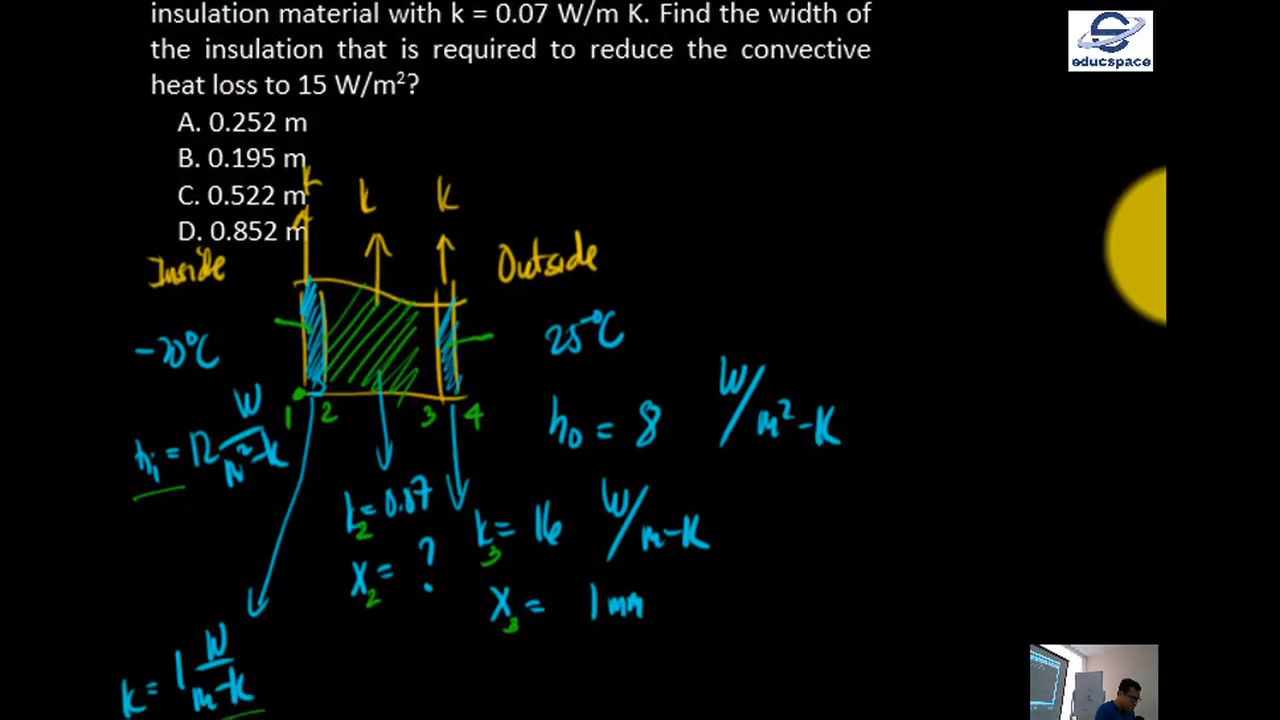 insulation material with k = 0.07 W/m K. Find the width of
the insulation that is required to reduce the convective
heat loss to 15 W/m²?
educspace
A. 0.252 m
B. 0.195 m
C. 0.522 m
D. 0.852 m
k k k
Inside Outside
-20°C 25°C
1 2 3 4
hi = 12 W/m²-K
ho = 8 W/m²-K
k2 = 0.07
x2 = ?
k3 = 16 W/m-K
x3 = 1 mm
k = 1 W/m-K